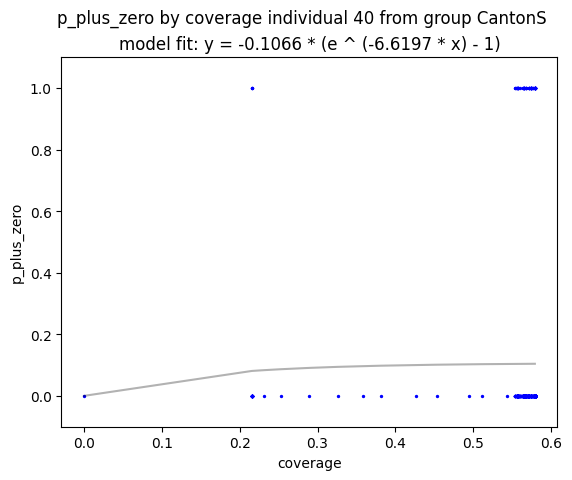 p_plus_zero by coverage individual 40 from group CantonS
model fit: y = -0.1066 * (e ^ (-6.6197 * x) - 1)
1.0
0.8
0.6
0.4
0.2
0.0
p_plus_zero
0.0 0.1 0.2 0.3 0.4 0.5 0.6
coverage